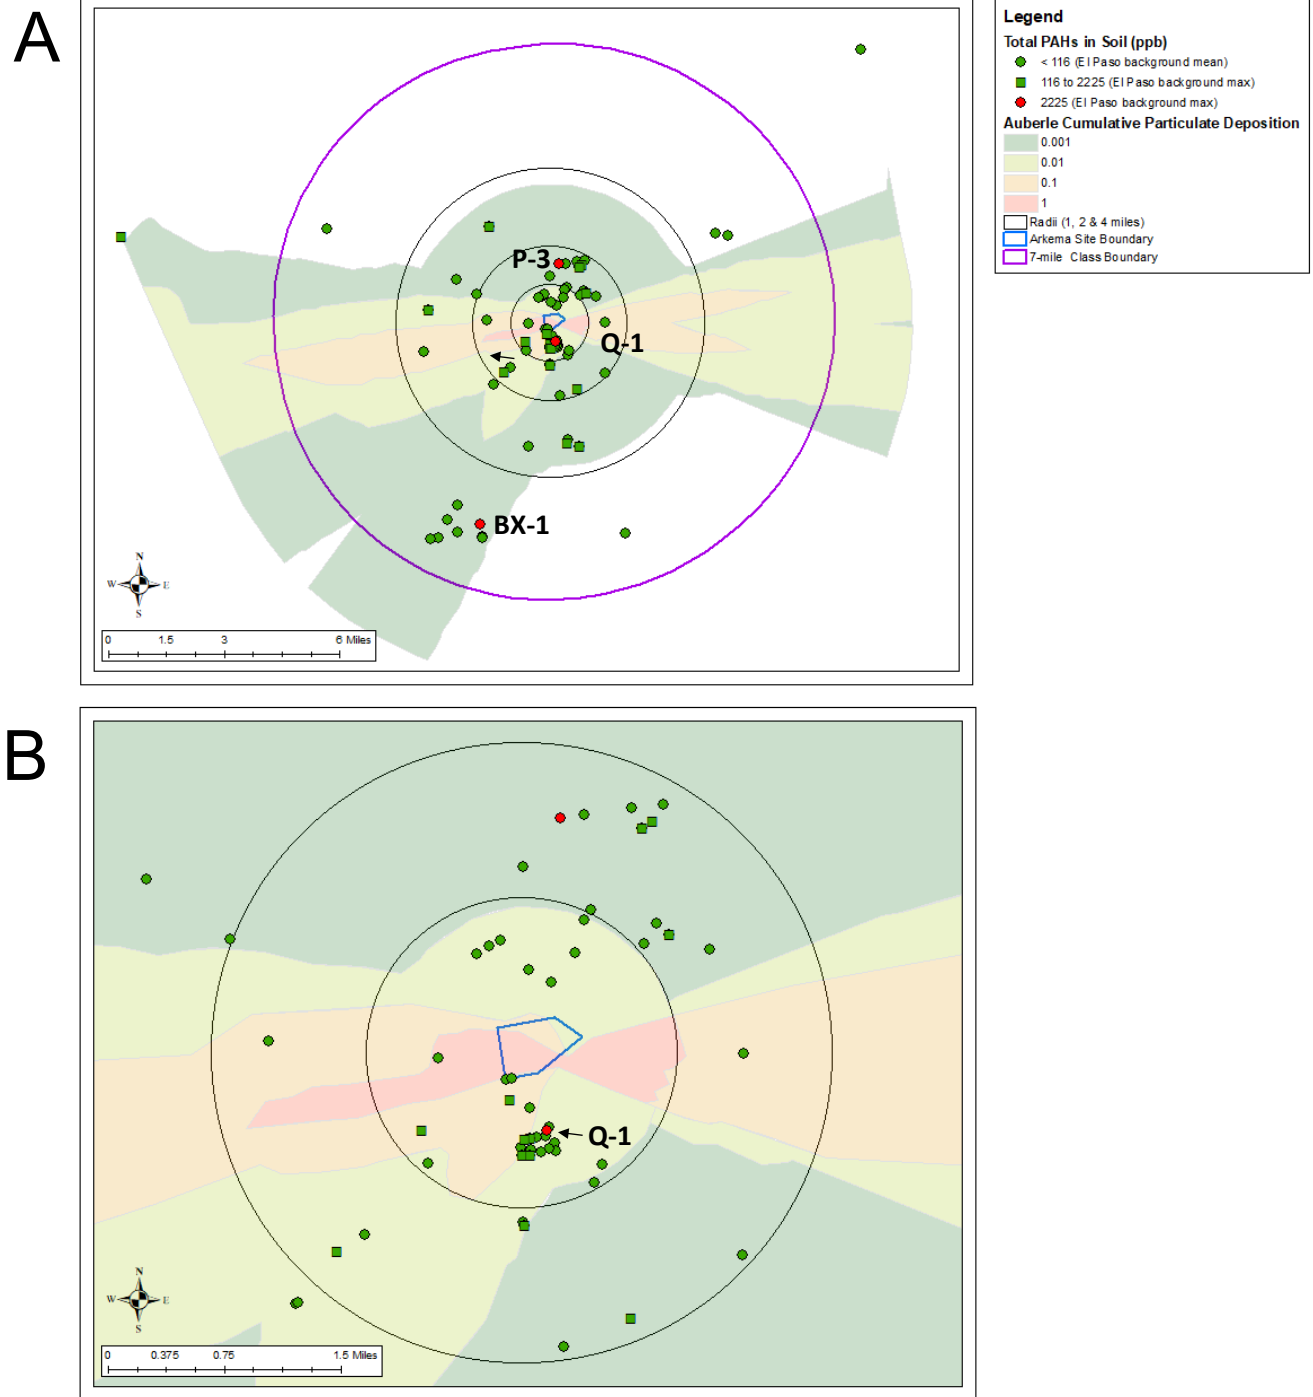 A
P-3
Q-1
BX-1
N
W E
S
0 1.5 3 6 Miles
Legend
Total PAHs in Soil (ppb)
< 116 (El Paso background mean)
116 to 2225 (El Paso background max)
2225 (El Paso background max)
Auberle Cumulative Particulate Deposition
0.001
0.01
0.1
1
Radii (1, 2 & 4 miles)
Arkema Site Boundary
7-mile Class Boundary
B
Q-1
N
W E
S
0 0.375 0.75 1.5 Miles